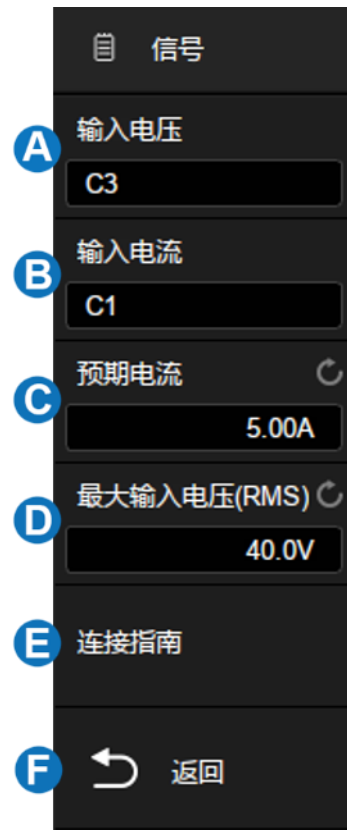 信号
A
输入电压
C3
B
输入电流
C1
C
预期电流
5.00A
D
最大输入电压(RMS)
40.0V
E
连接指南
F
返回